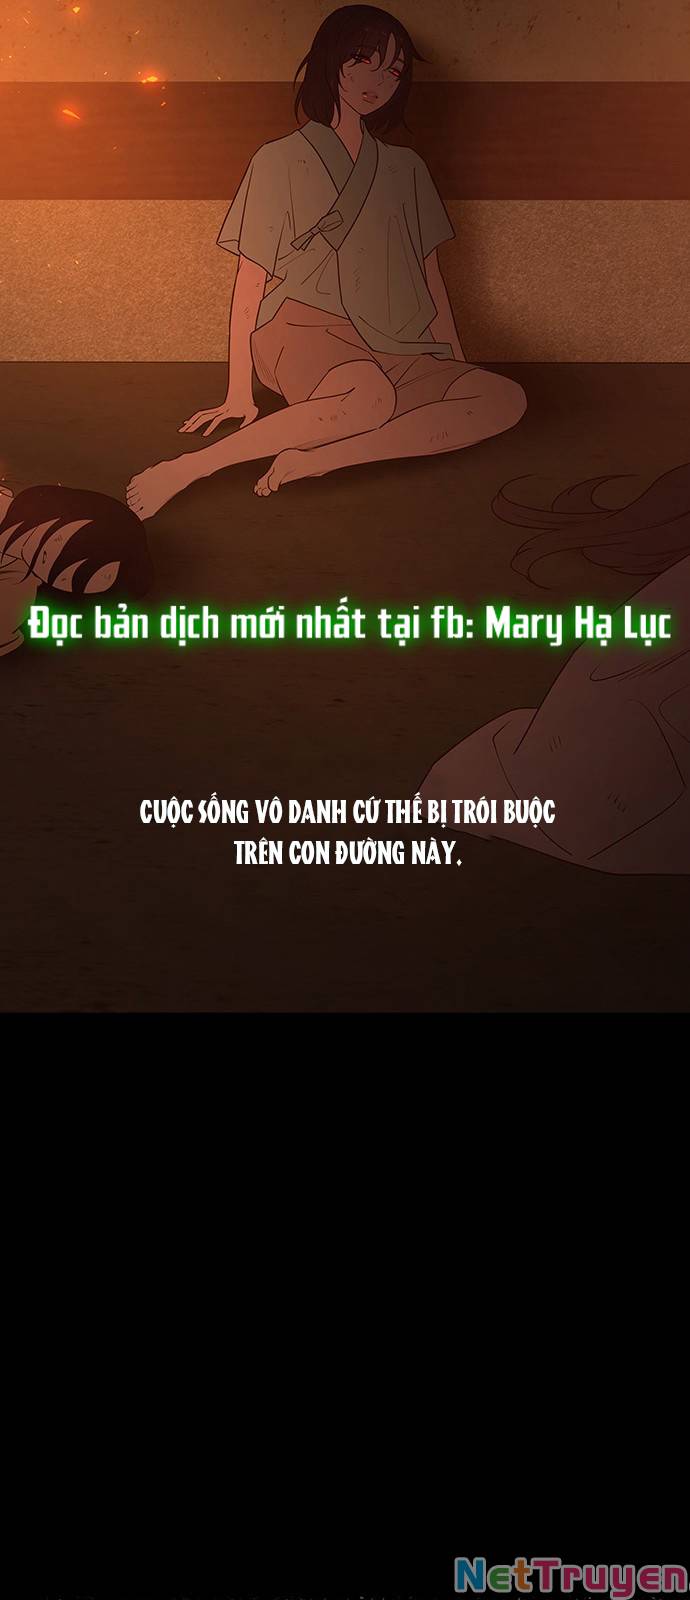 Đọc bản dịch mới nhất tại fb: Mary Hạ Lục
CUỘC SỐNG VÔ DANH CỨ THẾ BỊ TRÓI BUỘC
TRÊN CON ĐƯỜNG NÀY.
NetTruyen